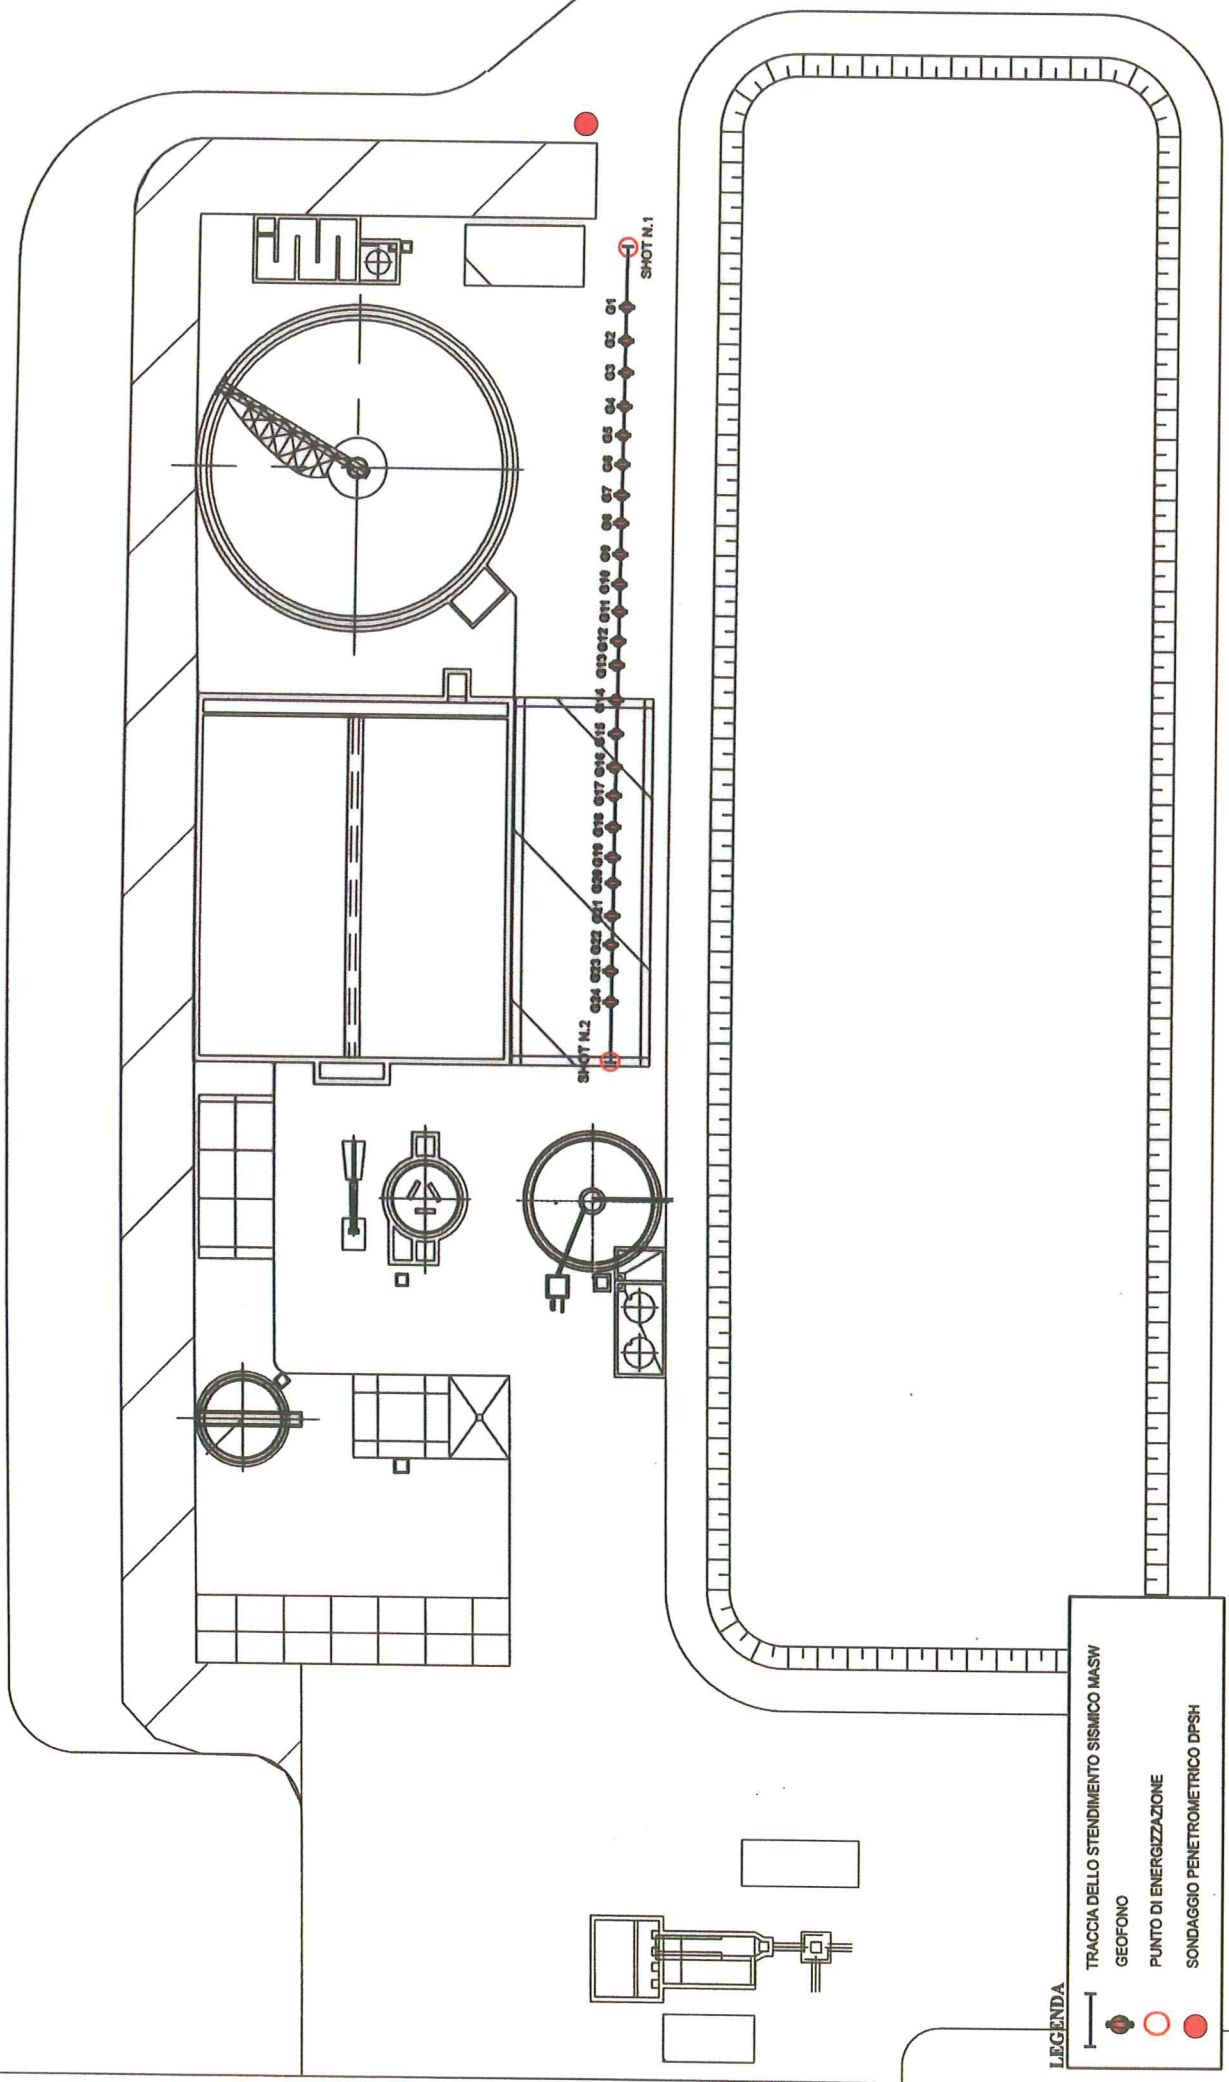 SHOT N.1
G1
G2
G3
G4
G5
G6
G7
G8
G9
G10
G11
G12
G13
G14
G15
G16
G17
G18
G19
G20
G21
G22
G23
G24
SHOT N.2
LEGENDA
TRACCIA DELLO STENDIMENTO SISMICO MASW
GEOFONO
PUNTO DI ENERGIZZAZIONE
SONDAGGIO PENETROMETRICO DPSH